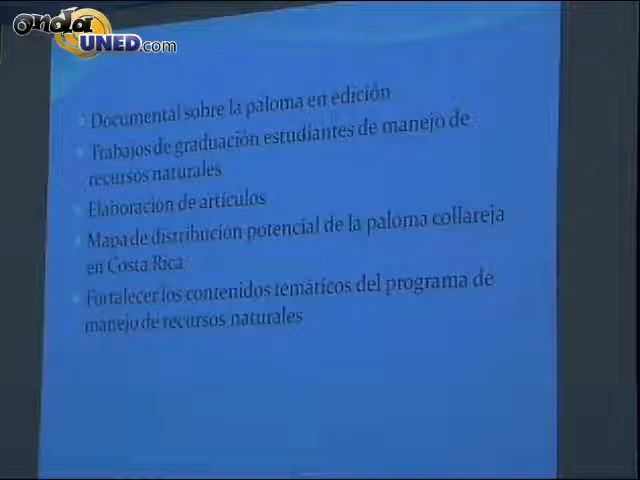 onda
UNED.com
Documental sobre la paloma en edición
Trabajos de graduación estudiantes de manejo de
recursos naturales
Elaboración de artículos
Mapa de distribución potencial de la paloma collareja
en Costa Rica
Fortalecer los contenidos temáticos del programa de
manejo de recursos naturales